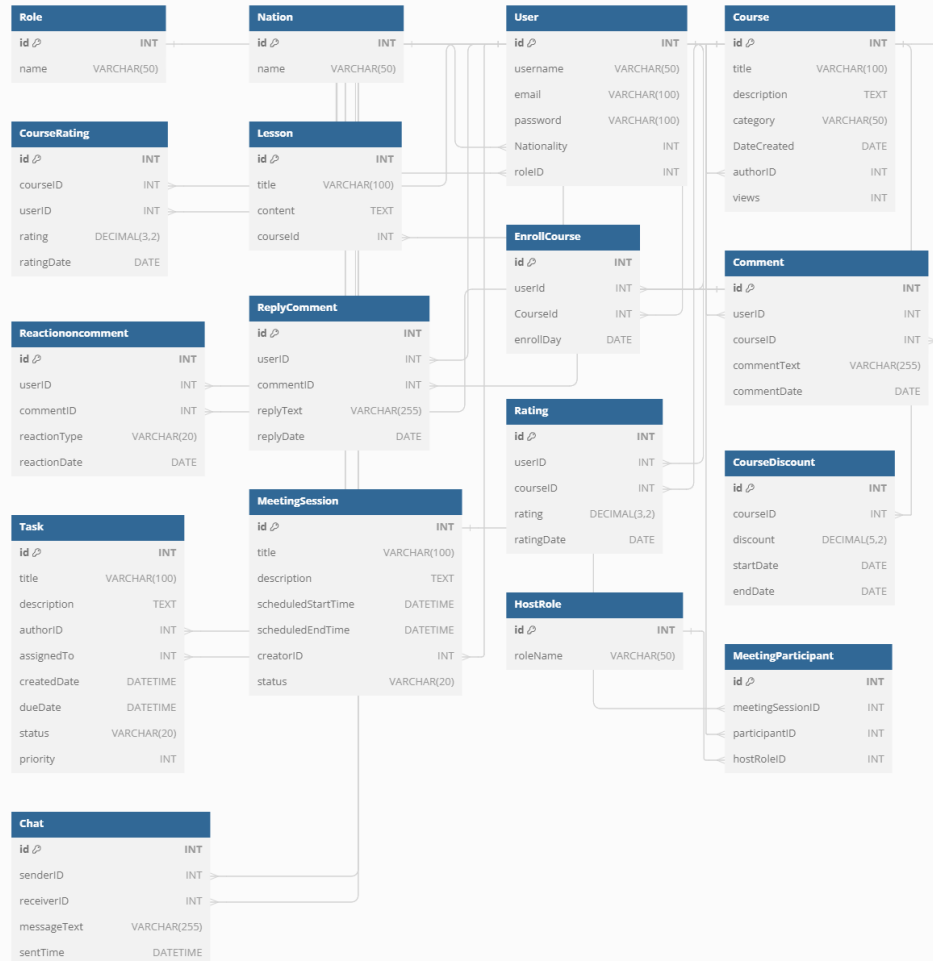 Role
id INT
name VARCHAR(50)
Nation
id INT
name VARCHAR(50)
User
id INT
username VARCHAR(50)
email VARCHAR(100)
password VARCHAR(100)
Nationality INT
roleID INT
Course
id INT
title VARCHAR(100)
description TEXT
category VARCHAR(50)
DateCreated DATE
authorID INT
views INT
CourseRating
id INT
courseID INT
userID INT
rating DECIMAL(3,2)
ratingDate DATE
Lesson
id INT
title VARCHAR(100)
content TEXT
courseId INT
EnrollCourse
id INT
userId INT
CourseId INT
enrollDay DATE
Comment
id INT
userID INT
courseID INT
commentText VARCHAR(255)
commentDate DATE
Reactiononcomment
id INT
userID INT
commentID INT
reactionType VARCHAR(20)
reactionDate DATE
ReplyComment
id INT
userID INT
commentID INT
replyText VARCHAR(255)
replyDate DATE
Rating
id INT
userID INT
courseID INT
rating DECIMAL(3,2)
ratingDate DATE
CourseDiscount
id INT
courseID INT
discount DECIMAL(5,2)
startDate DATE
endDate DATE
Task
id INT
title VARCHAR(100)
description TEXT
authorID INT
assignedTo INT
createdDate DATETIME
dueDate DATETIME
status VARCHAR(20)
priority INT
MeetingSession
id INT
title VARCHAR(100)
description TEXT
scheduledStartTime DATETIME
scheduledEndTime DATETIME
creatorID INT
status VARCHAR(20)
HostRole
id INT
roleName VARCHAR(50)
MeetingParticipant
id INT
meetingSessionID INT
participantID INT
hostRoleID INT
Chat
id INT
senderID INT
receiverID INT
messageText VARCHAR(255)
sentTime DATETIME